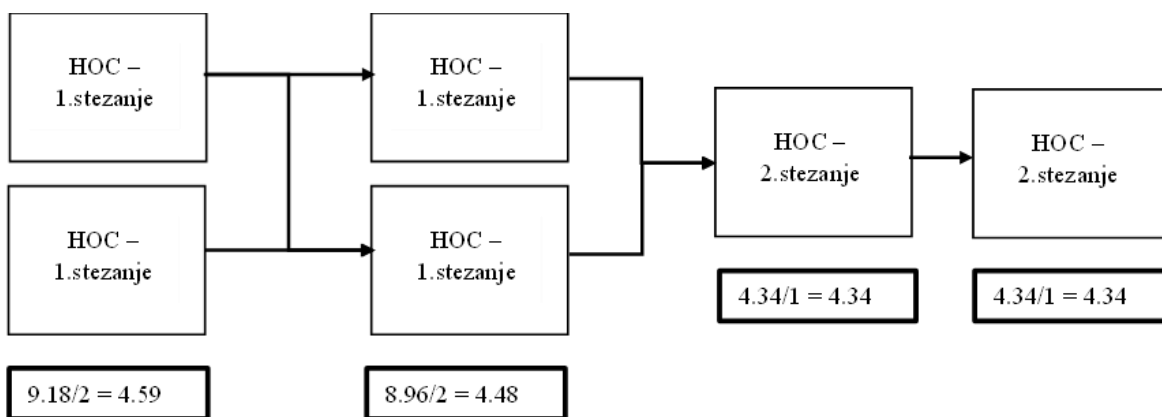 HOC –
1.stezanje
HOC –
1.stezanje
HOC –
2.stezanje
HOC –
2.stezanje
HOC –
1.stezanje
HOC –
1.stezanje
4.34/1 = 4.34
4.34/1 = 4.34
9.18/2 = 4.59
8.96/2 = 4.48